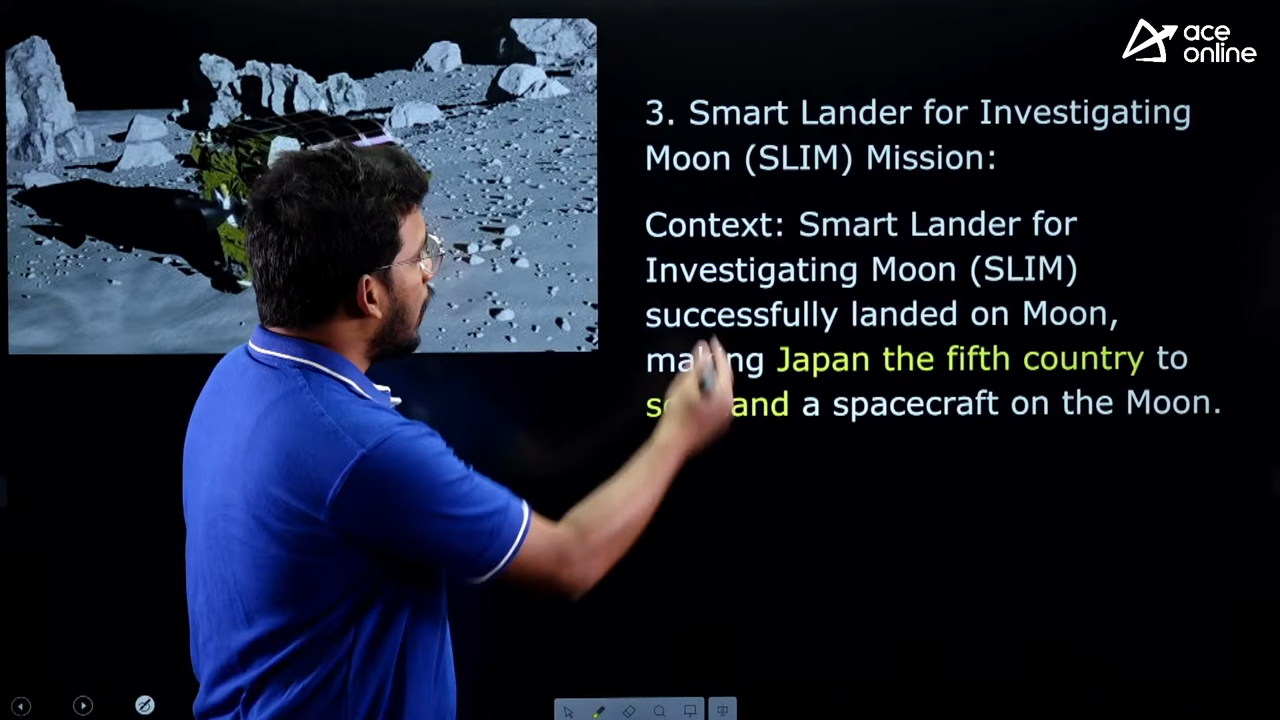 ace
online
3. Smart Lander for Investigating
Moon (SLIM) Mission:
Context: Smart Lander for
Investigating Moon (SLIM)
successfully landed on Moon,
Japan the fifth country to
a spacecraft on the Moon.